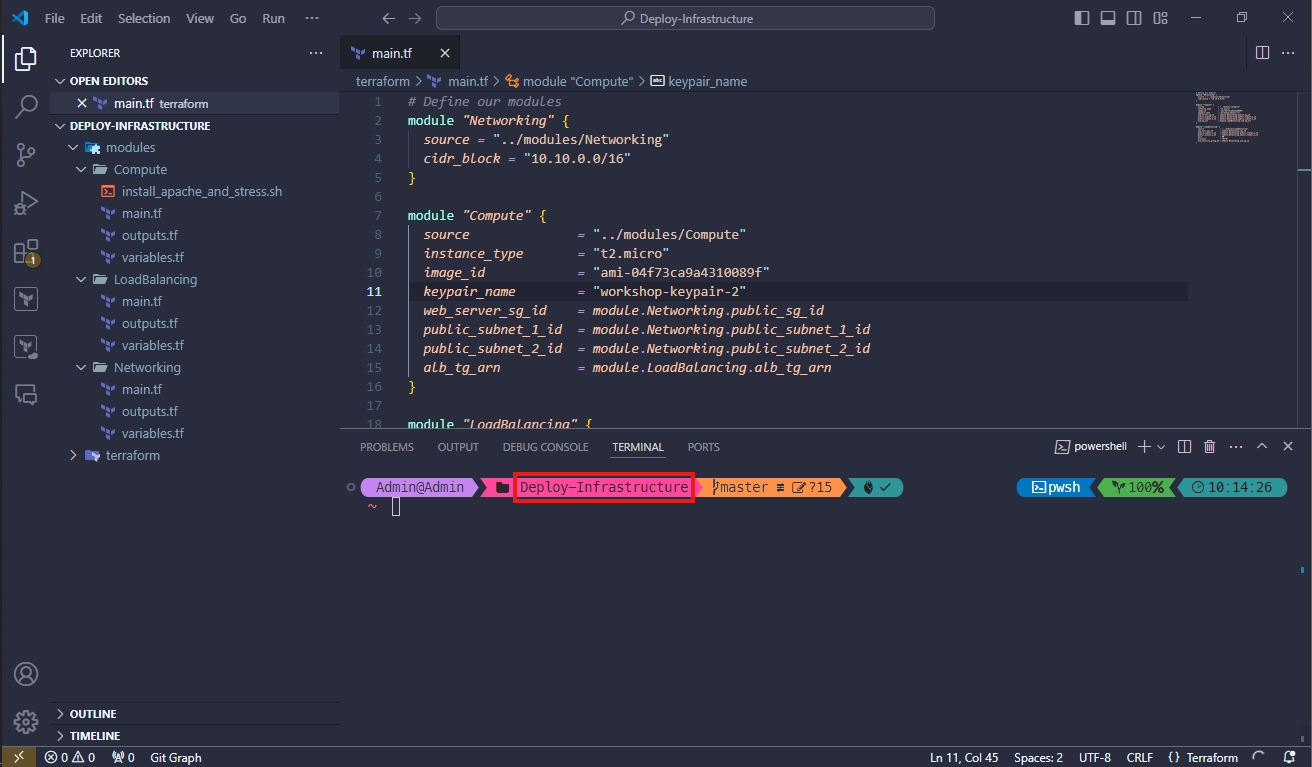 File Edit Selection View Go Run ··· Deploy-Infrastructure
EXPLORER ···
OPEN EDITORS
main.tf terraform
DEPLOY-INFRASTRUCTURE
modules
Compute
install_apache_and_stress.sh
main.tf
outputs.tf
variables.tf
LoadBalancing
main.tf
outputs.tf
variables.tf
Networking
main.tf
outputs.tf
variables.tf
terraform
OUTLINE
TIMELINE
1
main.tf
terraform > main.tf > module "Compute" > keypair_name
1 # Define our modules
2 module "Networking" {
3 source = "../modules/Networking"
4 cidr_block = "10.10.0.0/16"
5 }
6
7 module "Compute" {
8 source = "../modules/Compute"
9 instance_type = "t2.micro"
10 image_id = "ami-04f73ca9a4310089f"
11 keypair_name = "workshop-keypair-2"
12 web_server_sg_id = module.Networking.public_sg_id
13 public_subnet_1_id = module.Networking.public_subnet_1_id
14 public_subnet_2_id = module.Networking.public_subnet_2_id
15 alb_tg_arn = module.LoadBalancing.alb_tg_arn
16 }
17
18 module "LoadBalancing" {
PROBLEMS OUTPUT DEBUG CONSOLE TERMINAL PORTS powershell
Admin@Admin Deploy-Infrastructure master ≢ ?15 ✓ pwsh 100% 10:14:26
~
0 0 0 Git Graph Ln 11, Col 45 Spaces: 2 UTF-8 CRLF {} Terraform